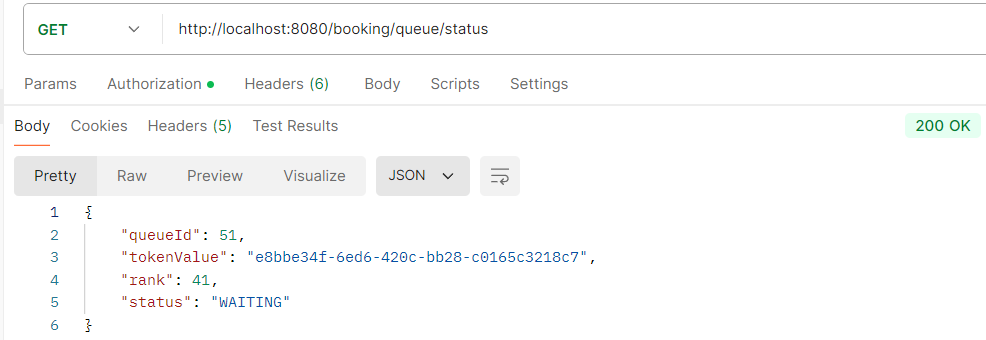 GET http://localhost:8080/booking/queue/status
Params Authorization Headers (6) Body Scripts Settings
Body Cookies Headers (5) Test Results 200 OK
Pretty Raw Preview Visualize JSON
1 {
2 "queueId": 51,
3 "tokenValue": "e8bbe34f-6ed6-420c-bb28-c0165c3218c7",
4 "rank": 41,
5 "status": "WAITING"
6 }